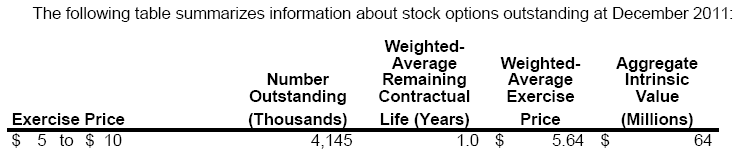 The following table summarizes information about stock options outstanding at December 2011:
Weighted-
Average Weighted- Aggregate
Number Remaining Average Intrinsic
Outstanding Contractual Exercise Value
Exercise Price (Thousands) Life (Years) Price (Millions)
$ 5 to $ 10 4,145 1.0 $ 5.64 $ 64